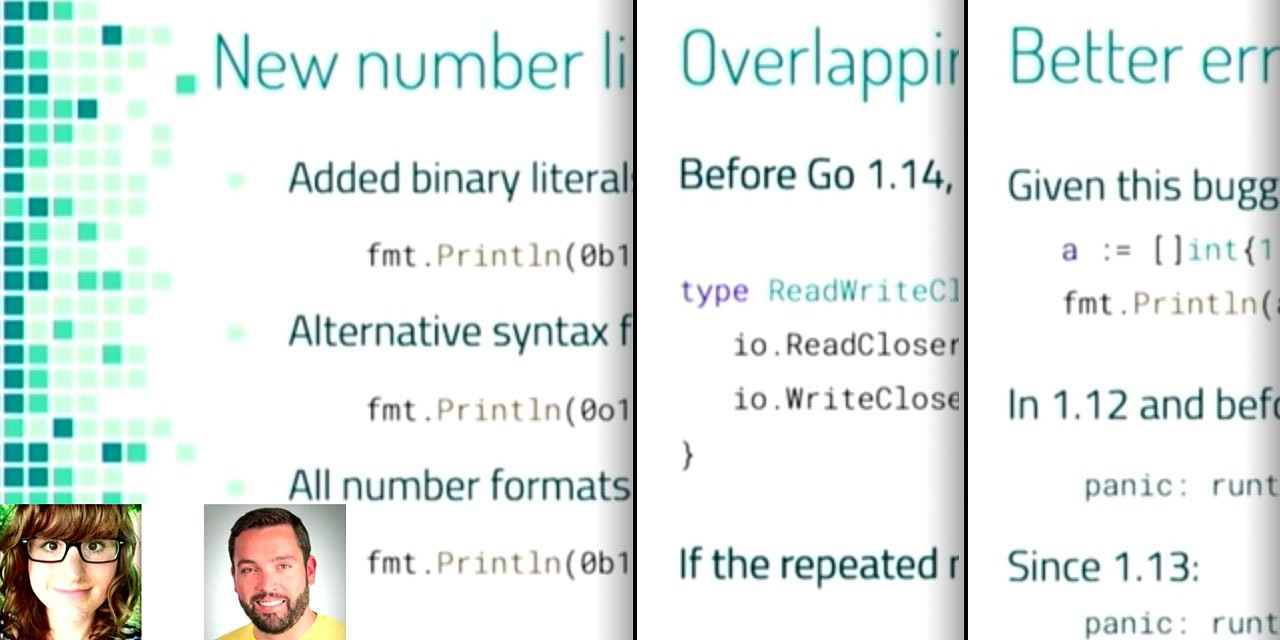 New number li
Added binary literals
fmt.Println(0b1
Alternative syntax f
fmt.Println(0o1
All number formats
fmt.Println(0b1
Overlappin
Before Go 1.14,
type ReadWriteCl
io.ReadCloser
io.WriteClose
}
If the repeated
Better err
Given this bugg
a := []int{1
fmt.Println(a
In 1.12 and befo
panic: runt
Since 1.13:
panic: runt